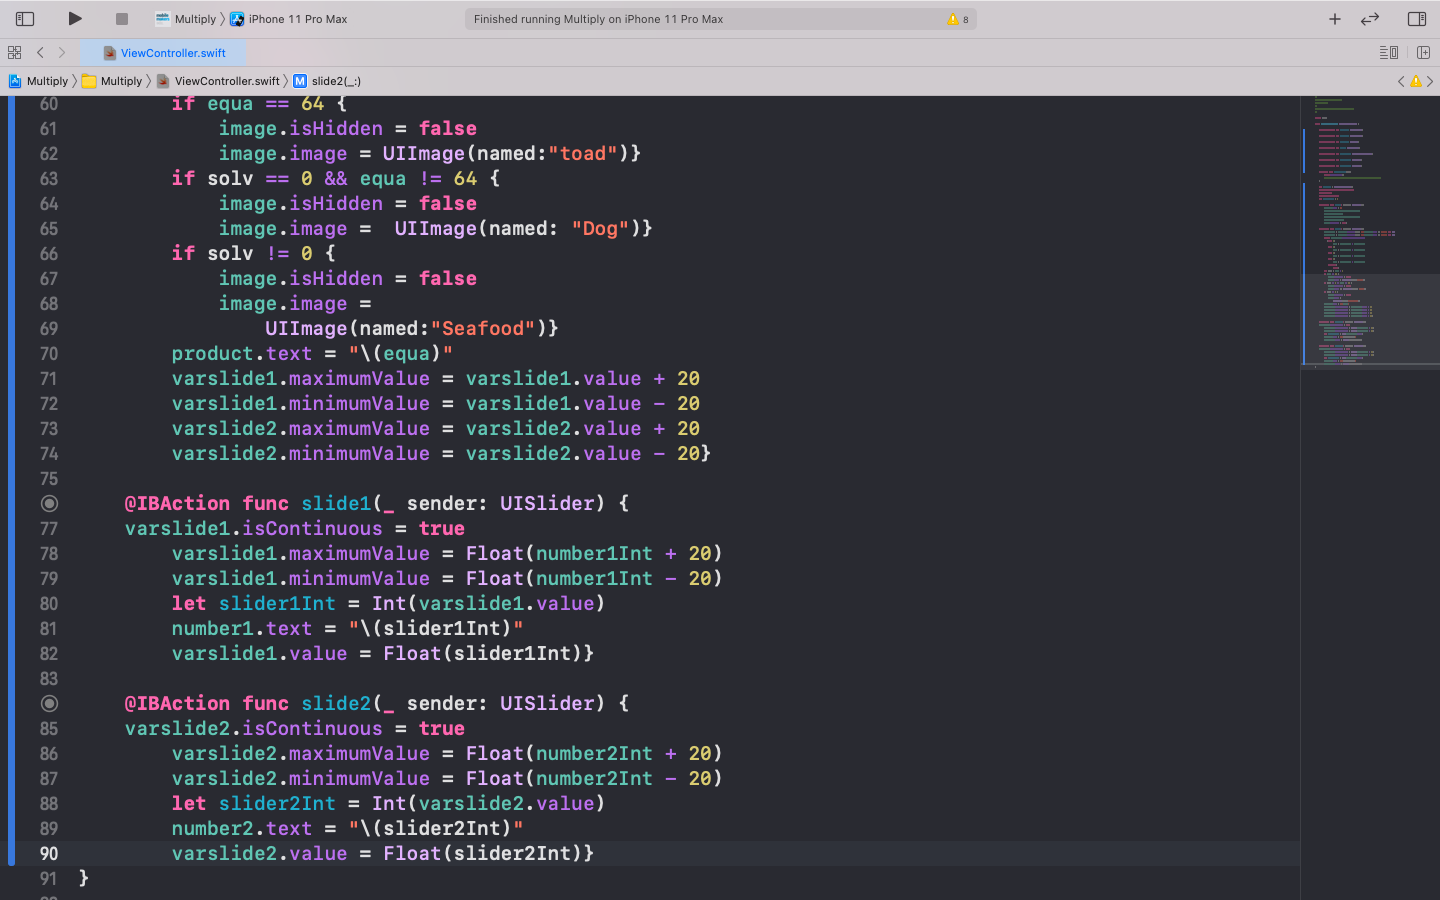 Multiply iPhone 11 Pro Max Finished running Multiply on iPhone 11 Pro Max 8
ViewController.swift
Multiply Multiply ViewController.swift M slide2(_:)
60 if equa == 64 {
61 image.isHidden = false
62 image.image = UIImage(named:"toad")}
63 if solv == 0 && equa != 64 {
64 image.isHidden = false
65 image.image =  UIImage(named: "Dog")}
66 if solv != 0 {
67 image.isHidden = false
68 image.image =
69 UIImage(named:"Seafood")}
70 product.text = "\(equa)"
71 varslide1.maximumValue = varslide1.value + 20
72 varslide1.minimumValue = varslide1.value - 20
73 varslide2.maximumValue = varslide2.value + 20
74 varslide2.minimumValue = varslide2.value - 20}
75
@IBAction func slide1(_ sender: UISlider) {
77 varslide1.isContinuous = true
78 varslide1.maximumValue = Float(number1Int + 20)
79 varslide1.minimumValue = Float(number1Int - 20)
80 let slider1Int = Int(varslide1.value)
81 number1.text = "\(slider1Int)"
82 varslide1.value = Float(slider1Int)}
83
@IBAction func slide2(_ sender: UISlider) {
85 varslide2.isContinuous = true
86 varslide2.maximumValue = Float(number2Int + 20)
87 varslide2.minimumValue = Float(number2Int - 20)
88 let slider2Int = Int(varslide2.value)
89 number2.text = "\(slider2Int)"
90 varslide2.value = Float(slider2Int)}
91 }